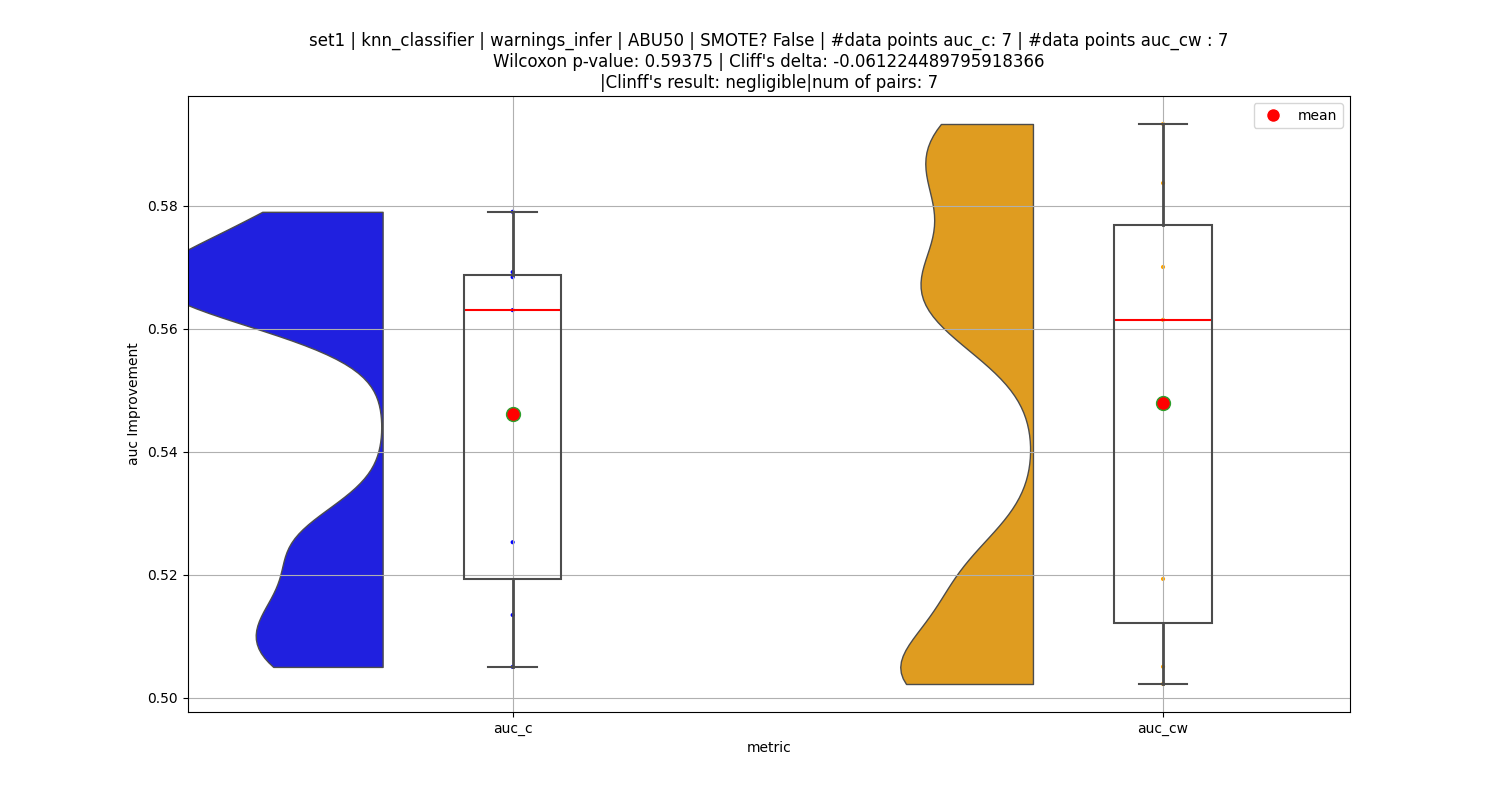 set1 | knn_classifier | warnings_infer | ABU50 | SMOTE? False | #data points auc_c: 7 | #data points auc_cw : 7
Wilcoxon p-value: 0.59375 | Cliff's delta: -0.061224489795918366
|Clinff's result: negligible|num of pairs: 7
mean
0.58
0.56
0.54
0.52
0.50
auc Improvement
auc_c
auc_cw
metric